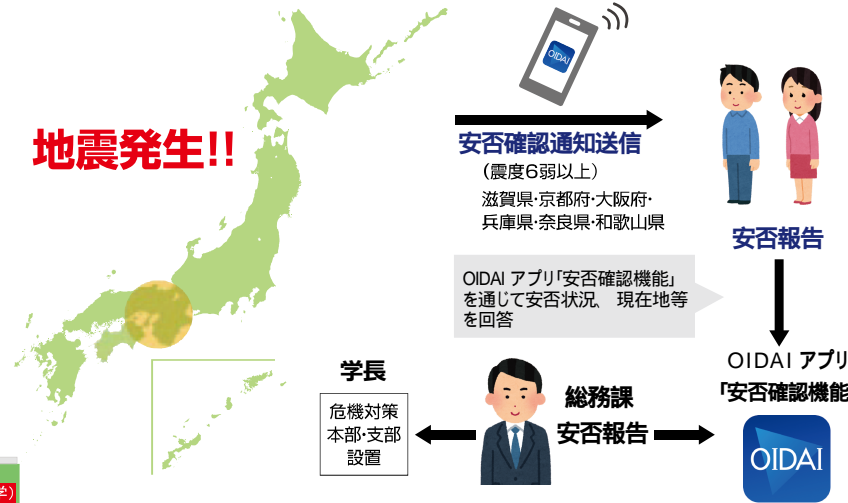 OIDAI
地震発生!!
安否確認通知送信
(震度6弱以上)
滋賀県・京都府・大阪府・
兵庫県・奈良県・和歌山県
安否報告
OIDAI アプリ「安否確認機能」
を通じて安否状況、現在地等
を回答
OIDAI アプリ
「安否確認機能
学長
総務課
安否報告
危機対策
本部・支部
設置
OIDAI
学)